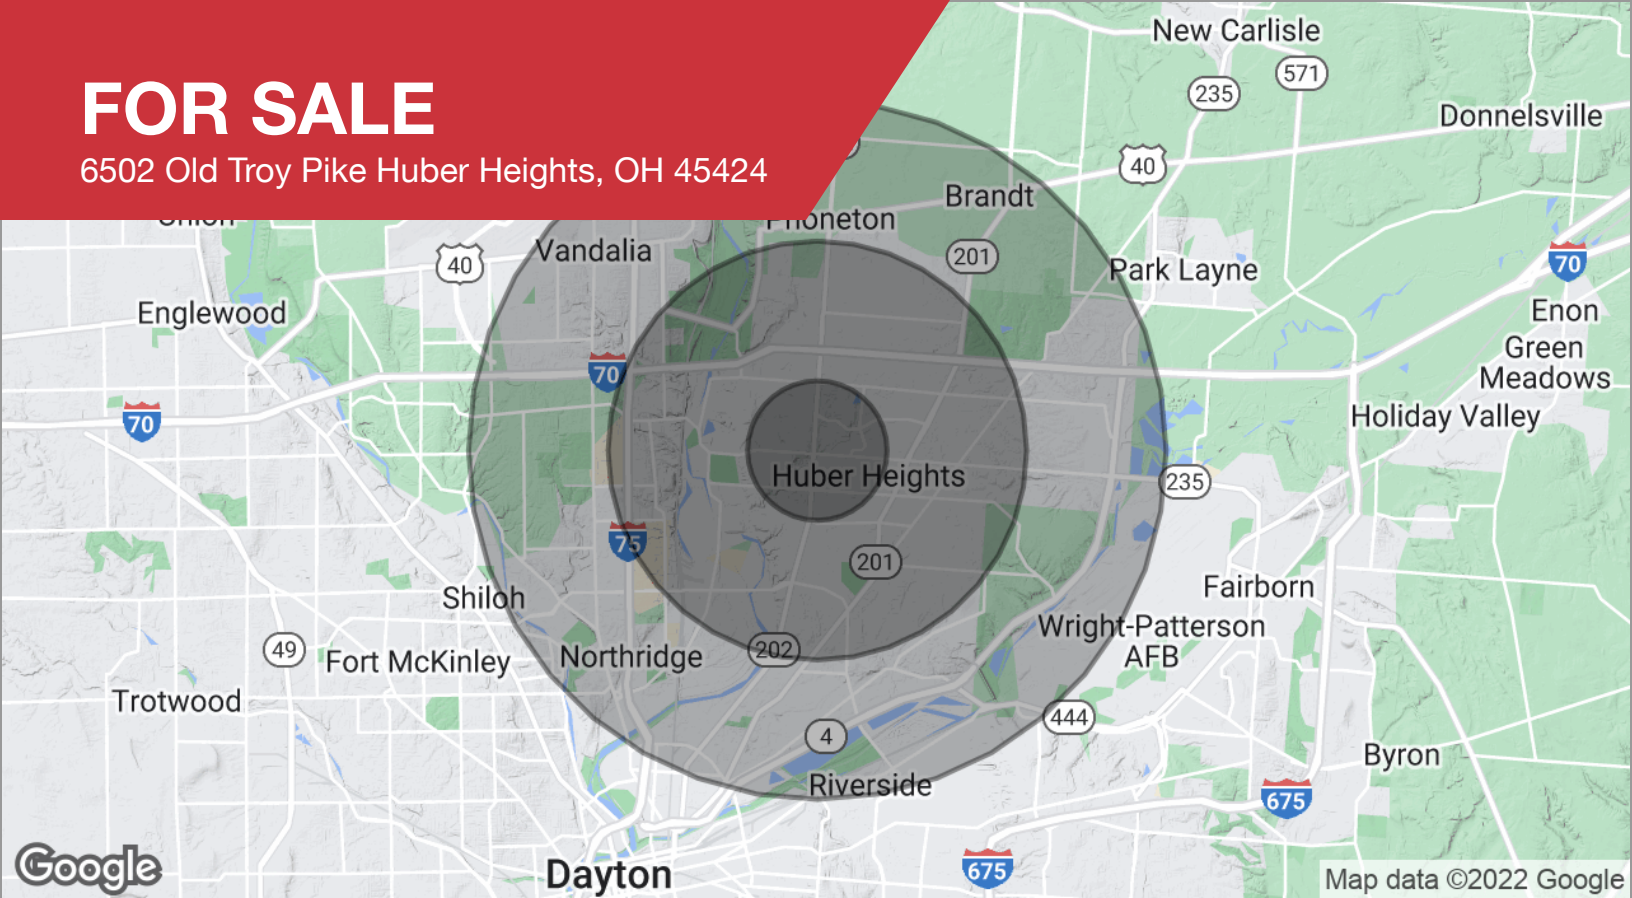 FOR SALE
6502 Old Troy Pike Huber Heights, OH 45424
New Carlisle
571
235
Donnelsville
40
Brandt
Phoneton
Union
Vandalia
201
40
Park Layne
70
Englewood
Enon
Green
Meadows
70
70
Holiday Valley
Huber Heights
235
75
201
Shiloh
Fairborn
Wright-Patterson
AFB
49
Fort McKinley
Northridge
202
Trotwood
444
4
Byron
Riverside
675
Google
Dayton
675
Map data ©2022 Google